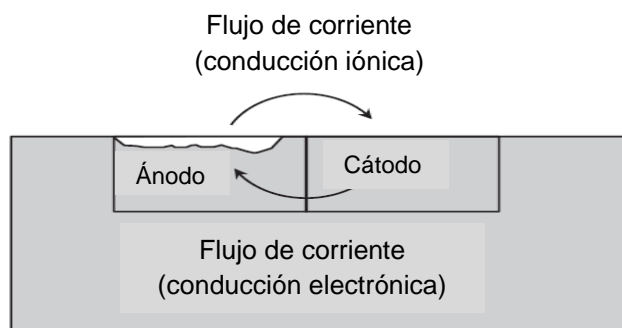 Flujo de corriente
(conducción iónica)
Ánodo
Cátodo
Flujo de corriente
(conducción electrónica)